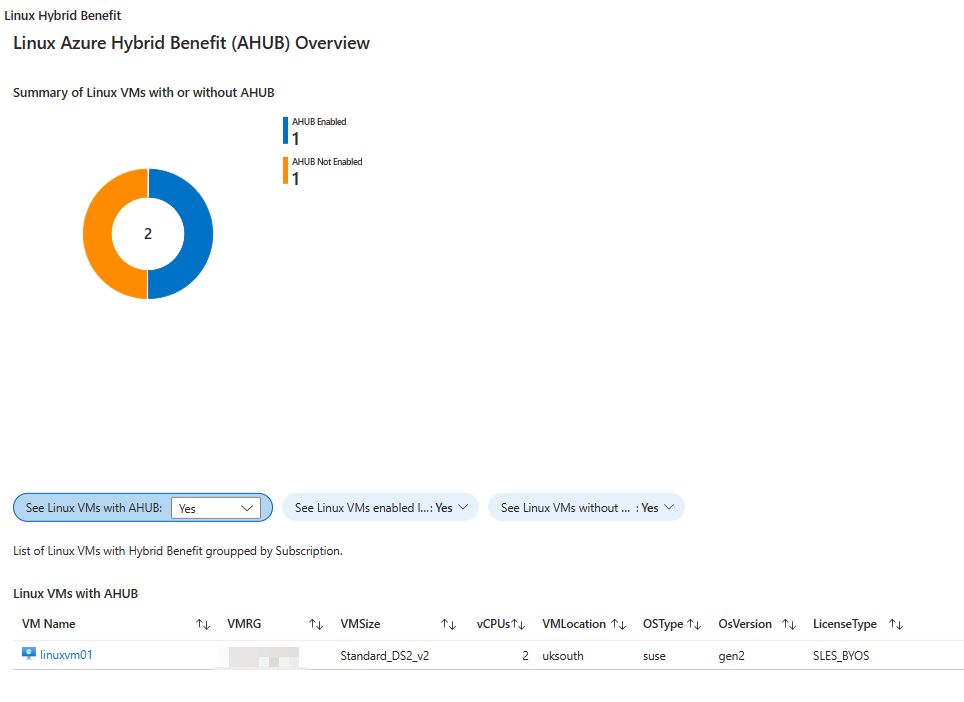 Linux Hybrid Benefit
Linux Azure Hybrid Benefit (AHUB) Overview
Summary of Linux VMs with or without AHUB
AHUB Enabled
1
AHUB Not Enabled
1
2
See Linux VMs with AHUB: Yes
See Linux VMs enabled I...: Yes
See Linux VMs without ... : Yes
List of Linux VMs with Hybrid Benefit groupped by Subscription.
Linux VMs with AHUB
VM Name VMRG VMSize vCPUs VMLocation OSType OsVersion LicenseType
linuxvm01 Standard_DS2_v2 2 uksouth suse gen2 SLES_BYOS